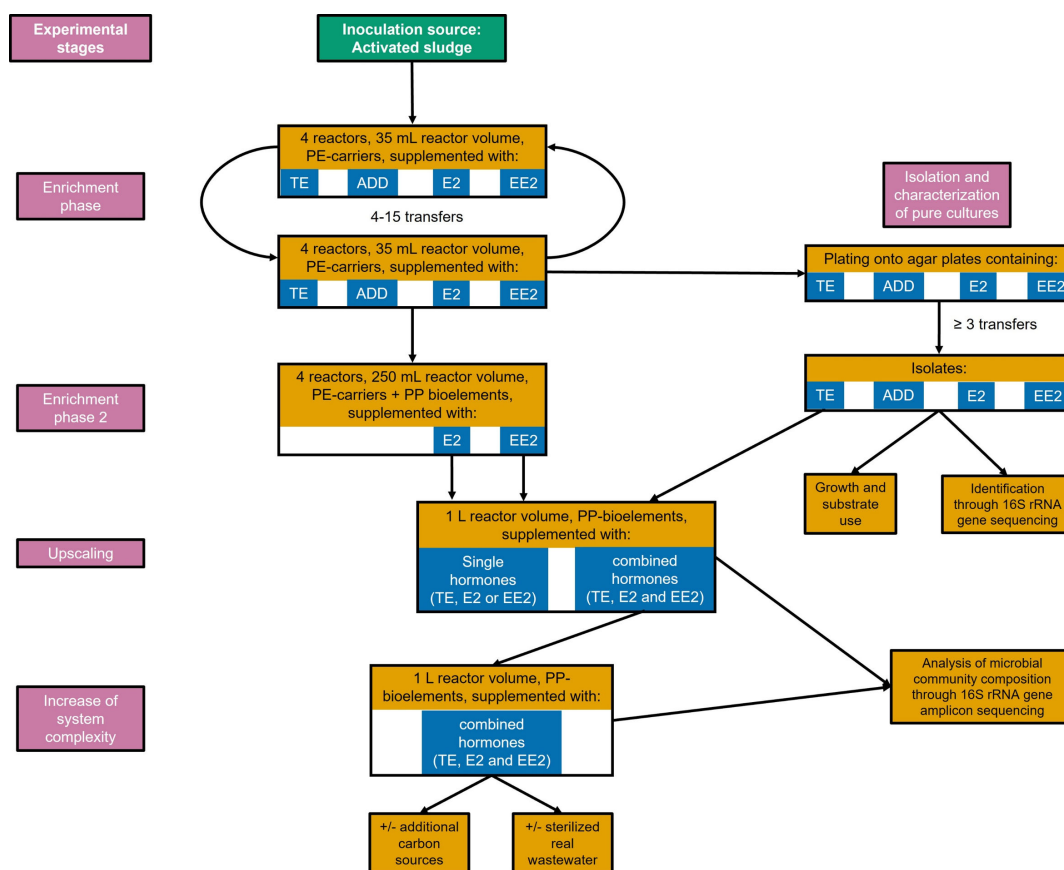 Experimental
stages
Inoculation source:
Activated sludge
4 reactors, 35 mL reactor volume,
PE-carriers, supplemented with:
TE ADD E2 EE2
Enrichment
phase
4-15 transfers
Isolation and
characterization
of pure cultures
4 reactors, 35 mL reactor volume,
PE-carriers, supplemented with:
TE ADD E2 EE2
Plating onto agar plates containing:
TE ADD E2 EE2
≥ 3 transfers
Enrichment
phase 2
4 reactors, 250 mL reactor volume,
PE-carriers + PP bioelements,
supplemented with:
E2 EE2
Isolates:
TE ADD E2 EE2
Growth and
substrate
use
Identification
through 16S rRNA
gene sequencing
Upscaling
1 L reactor volume, PP-bioelements,
supplemented with:
Single
hormones
(TE, E2 or EE2)
combined
hormones
(TE, E2 and EE2)
Increase of
system
complexity
1 L reactor volume, PP-
bioelements, supplemented with:
combined
hormones
(TE, E2 and EE2)
Analysis of microbial
community composition
through 16S rRNA gene
amplicon sequencing
+/- additional
carbon
sources
+/- sterilized
real
wastewater